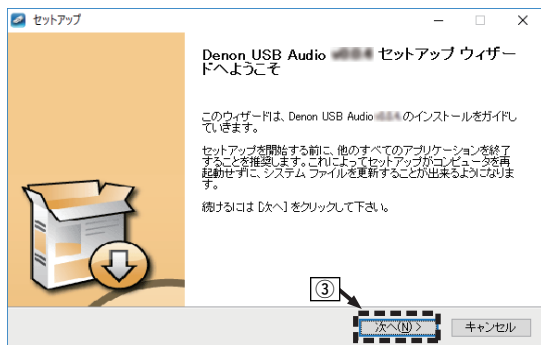 セットアップ
Denon USB Audio セットアップ ウィザー
ドへようこそ
このウィザードは、Denon USB Audio のインストールをガイドし
ていきます。
セットアップを開始する前に、他のすべてのアプリケーションを終了
することを推奨します。これによってセットアップがコンピュータを再
起動せずに、システム ファイルを更新することが出来るようになりま
す。
続けるには [次へ] をクリックして下さい。
③
次へ(N) >
キャンセル